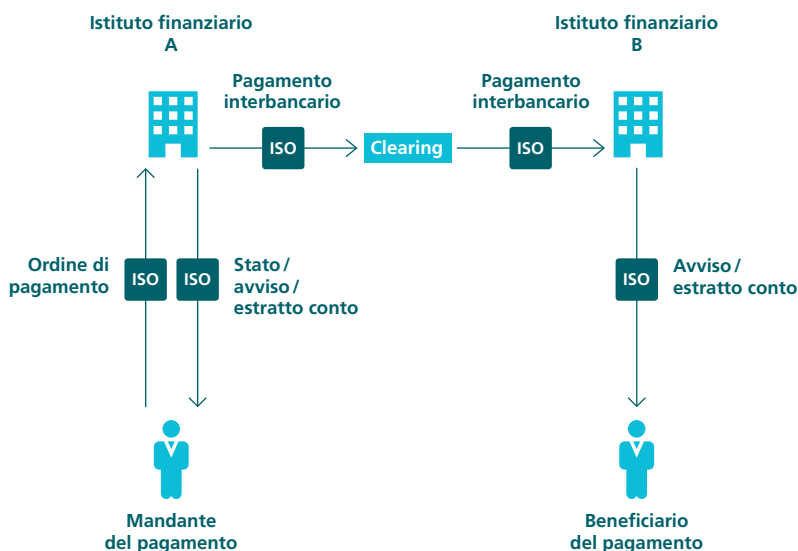 Istituto finanziario
A
Istituto finanziario
B
Pagamento
interbancario
Pagamento
interbancario
ISO
Clearing
ISO
Ordine di
pagamento
ISO
ISO
Stato /
avviso /
estratto conto
ISO
Avviso /
estratto conto
Mandante
del pagamento
Beneficiario
del pagamento